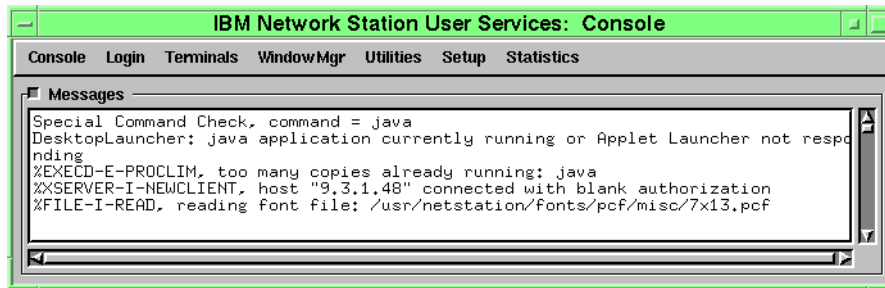 IBM Network Station User Services: Console
Console Login Terminals WindowMgr Utilities Setup Statistics
Messages
Special Command Check, command = java
DesktopLauncher: java application currently running or Applet Launcher not respo
nding
%EXECD-E-PROCLIM, too many copies already running: java
%XSERVER-I-NEWCLIENT, host "9.3.1.48" connected with blank authorization
%FILE-I-READ, reading font file: /usr/netstation/fonts/pcf/misc/7x13.pcf